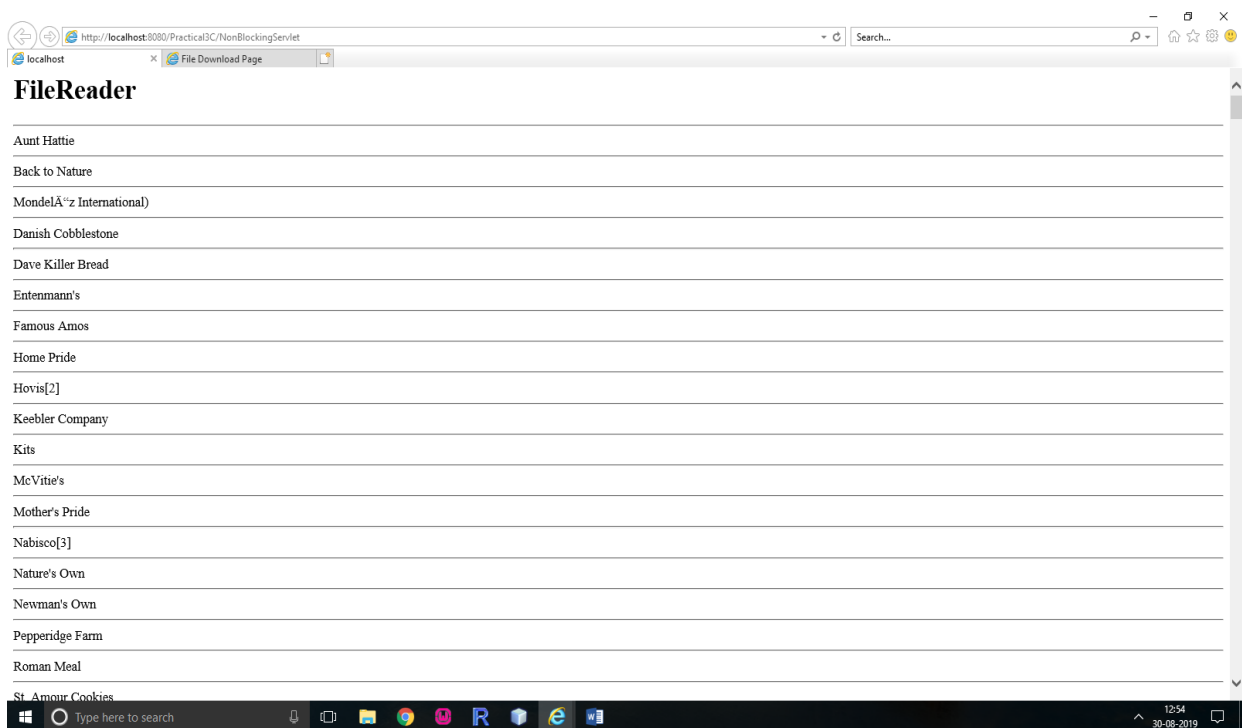 http://localhost:8080/Practical3C/NonBlockingServlet
Search...
localhost
File Download Page
FileReader
Aunt Hattie
Back to Nature
MondelÄ“z International)
Danish Cobblestone
Dave Killer Bread
Entenmann's
Famous Amos
Home Pride
Hovis[2]
Keebler Company
Kits
McVitie's
Mother's Pride
Nabisco[3]
Nature's Own
Newman's Own
Pepperidge Farm
Roman Meal
St. Amour Cookies
Type here to search
12:54
30-08-2019